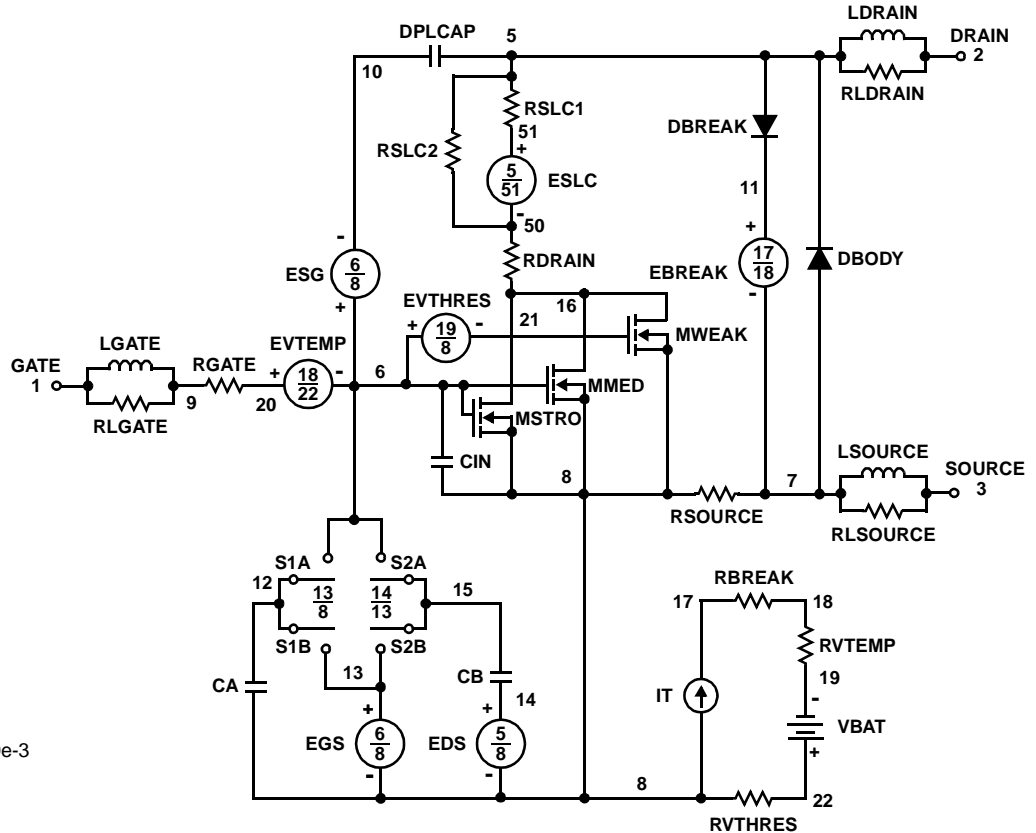 LDRAIN
DPLCAP 5 DRAIN
10 2
RSLC1 RLDRAIN
51 DBREAK
RSLC2 +
5
51
ESLC 11
-
50
- +
ESG 6
8
RDRAIN EBREAK 17
18
DBODY
+ EVTHRES 16 -
+ 19
8
- 21 MWEAK
LGATE EVTEMP
GATE RGATE + 18
22
- 6 MMED
1 9 20
RLGATE MSTRO
CIN LSOURCE
8 7 SOURCE
3
RSOURCE RLSOURCE
S1A S2A
12 13
8
14
13
15 RBREAK
17 18
S1B S2B RVTEMP
13 CB 19
CA 14 IT -
+ + VBAT
EGS 6
8
EDS 5
8
+
- - 8 22
RVTHRES
e-3